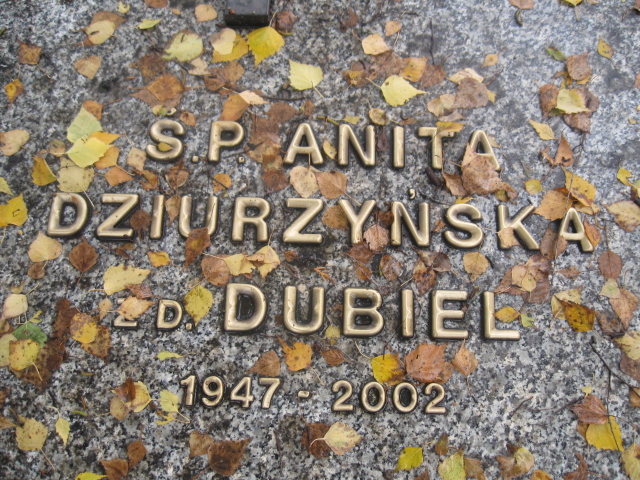 Ś.P. ANITA
DZIURZYŃSKA
Z D. DUBIEL
1947 - 2002